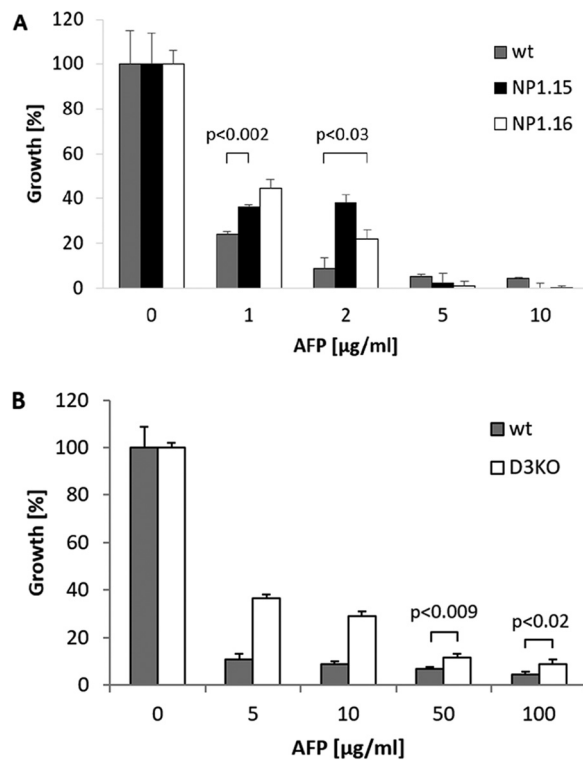 A
120
100
80
60
40
20
0
Growth [%]
wt
NP1.15
NP1.16
p<0.002
p<0.03
0 1 2 5 10
AFP [µg/ml]
B
120
100
80
60
40
20
0
Growth [%]
wt
D3KO
p<0.009
p<0.02
0 5 10 50 100
AFP [µg/ml]